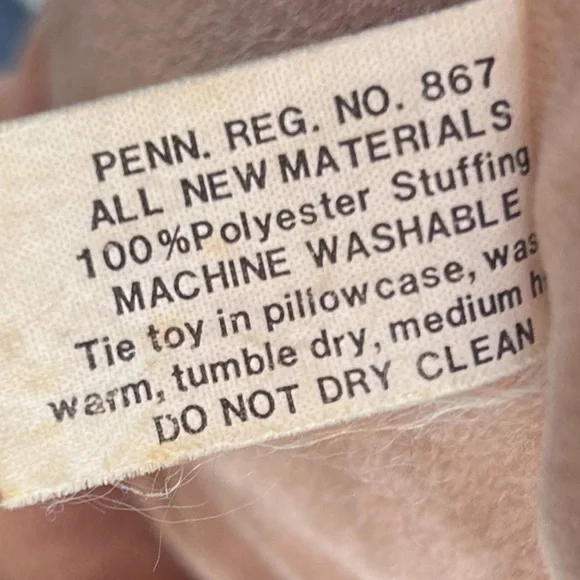 PENN. REG. NO. 867
ALL NEW MATERIALS
100%Polyester Stuffing
MACHINE WASHABLE
Tie toy in pillowcase, was
warm, tumble dry, medium h
DO NOT DRY CLEAN